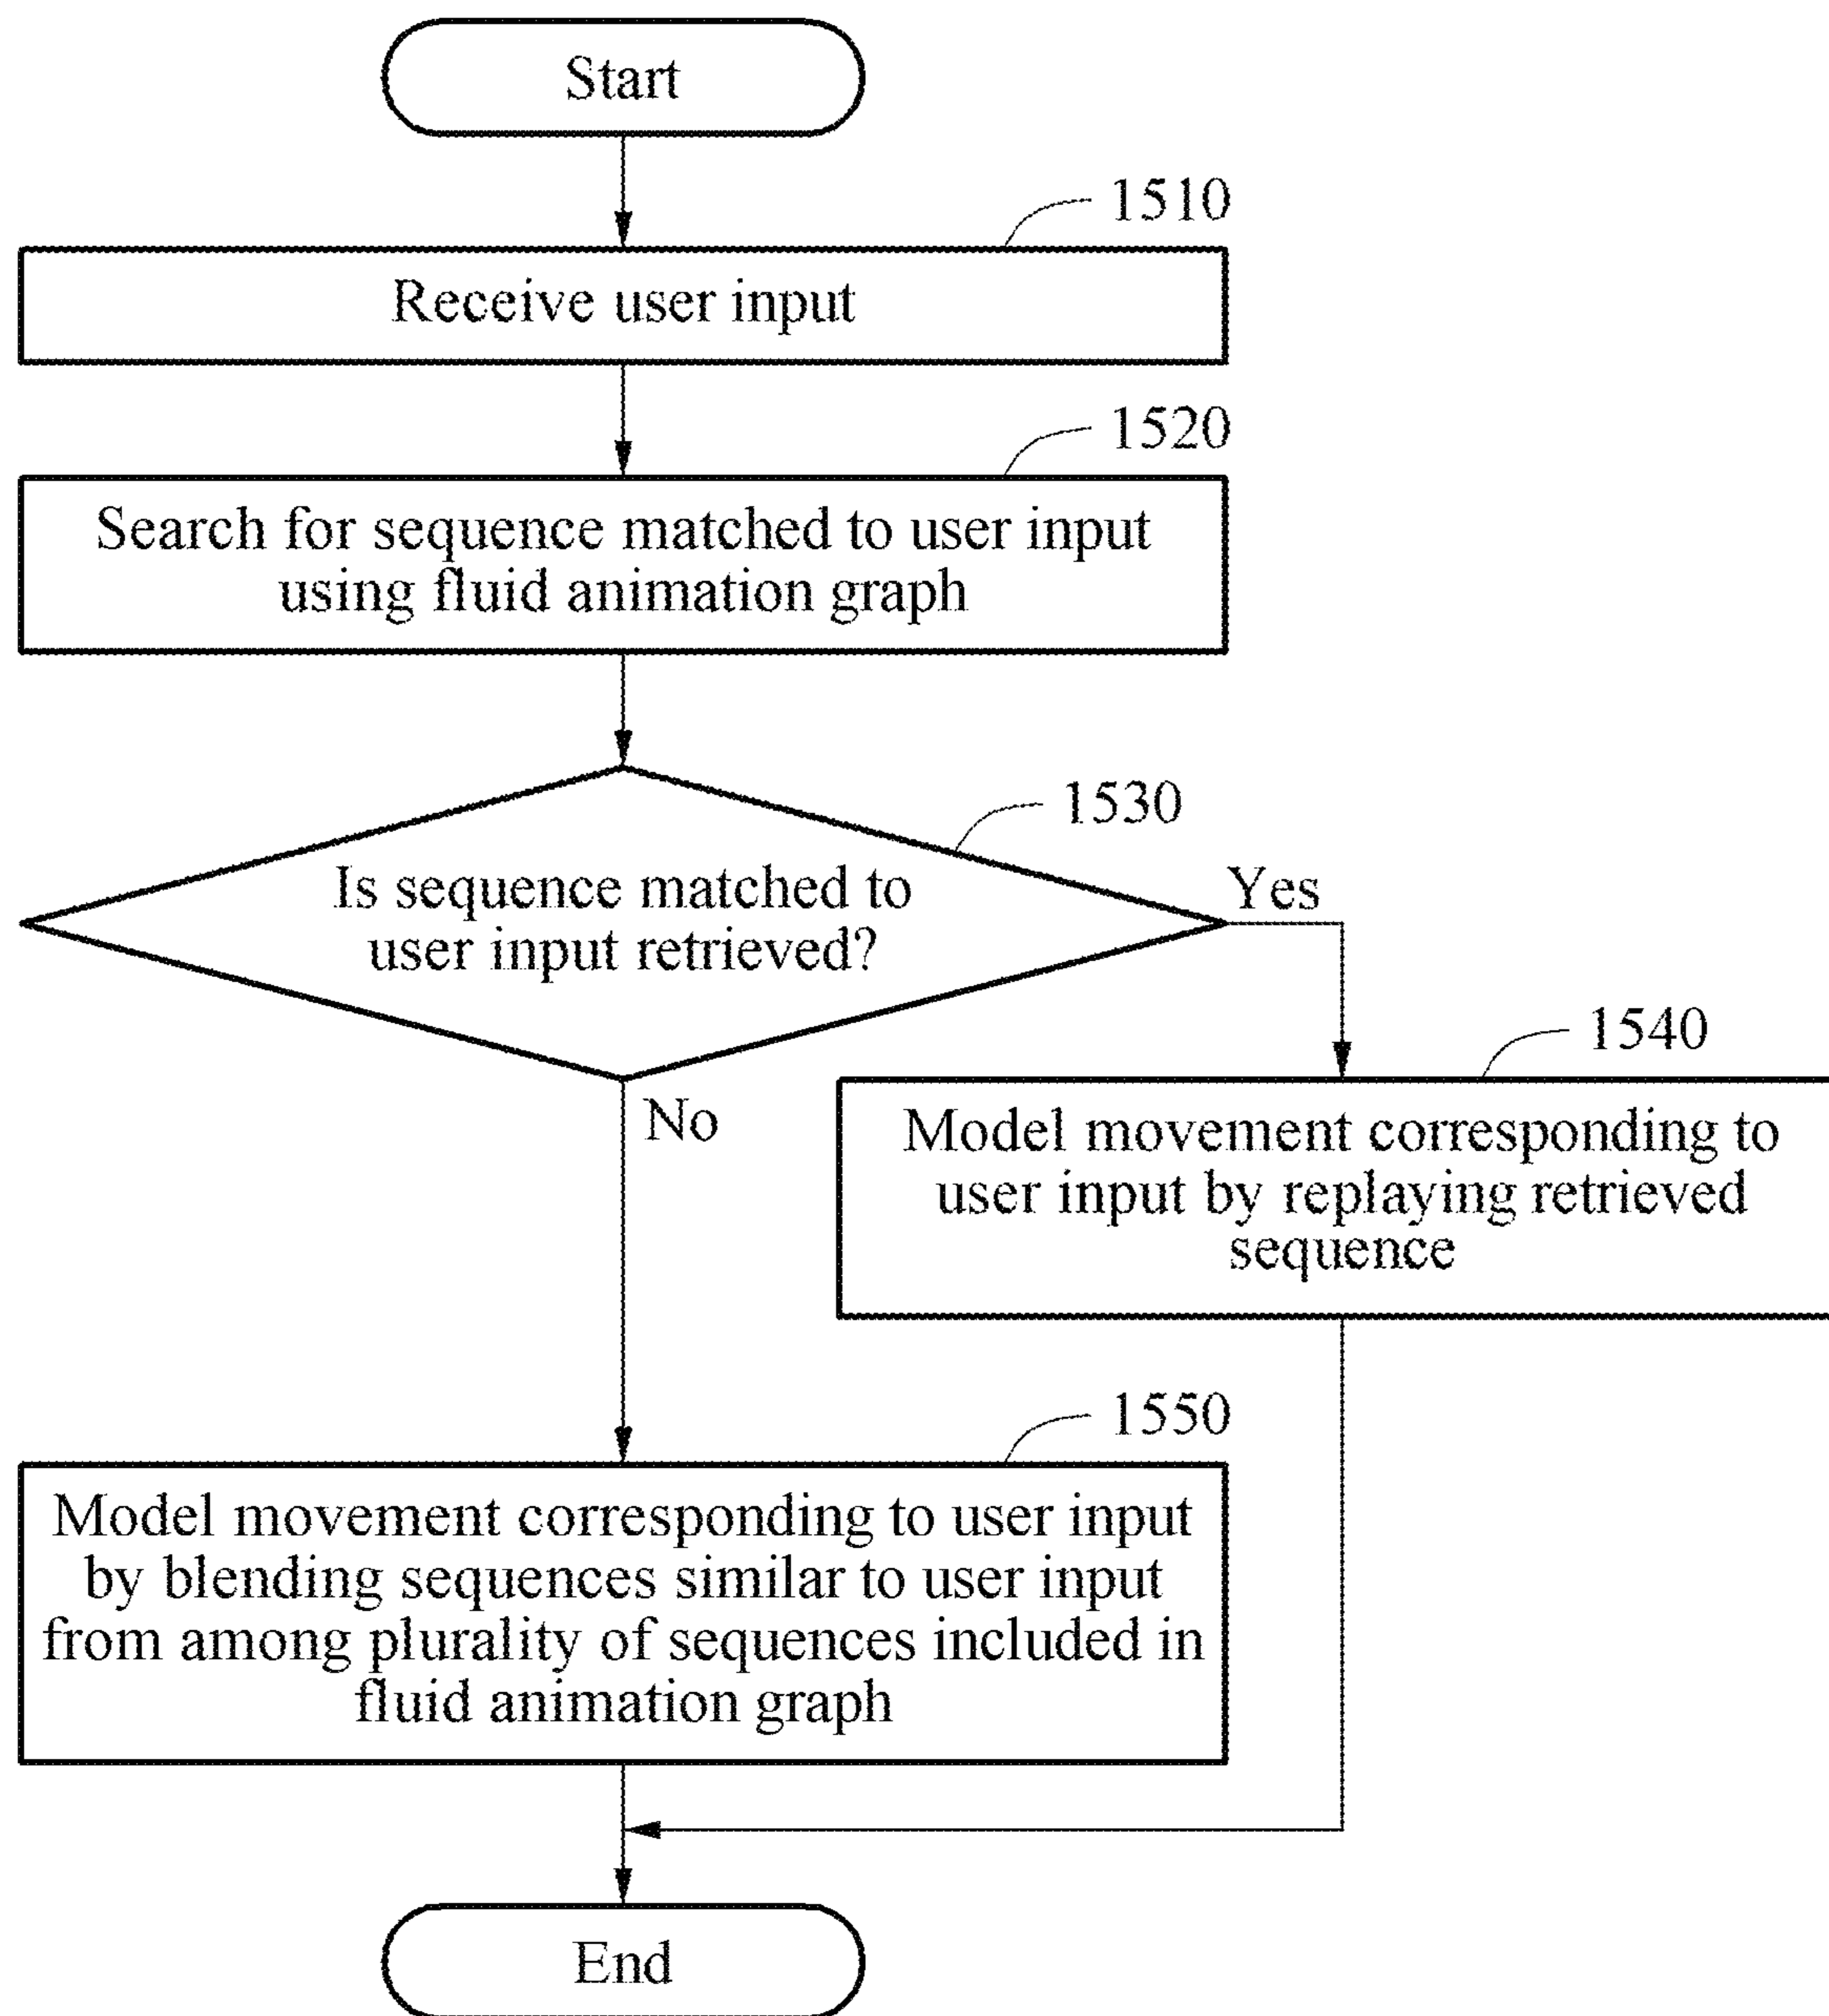 Start
1510
Receive user input
1520
Search for sequence matched to user input
using fluid animation graph
1530
Is sequence matched to
user input retrieved?
Yes
No
1540
Model movement corresponding to
user input by replaying retrieved
sequence
1550
Model movement corresponding to user input
by blending sequences similar to user input
from among plurality of sequences included in
fluid animation graph
End